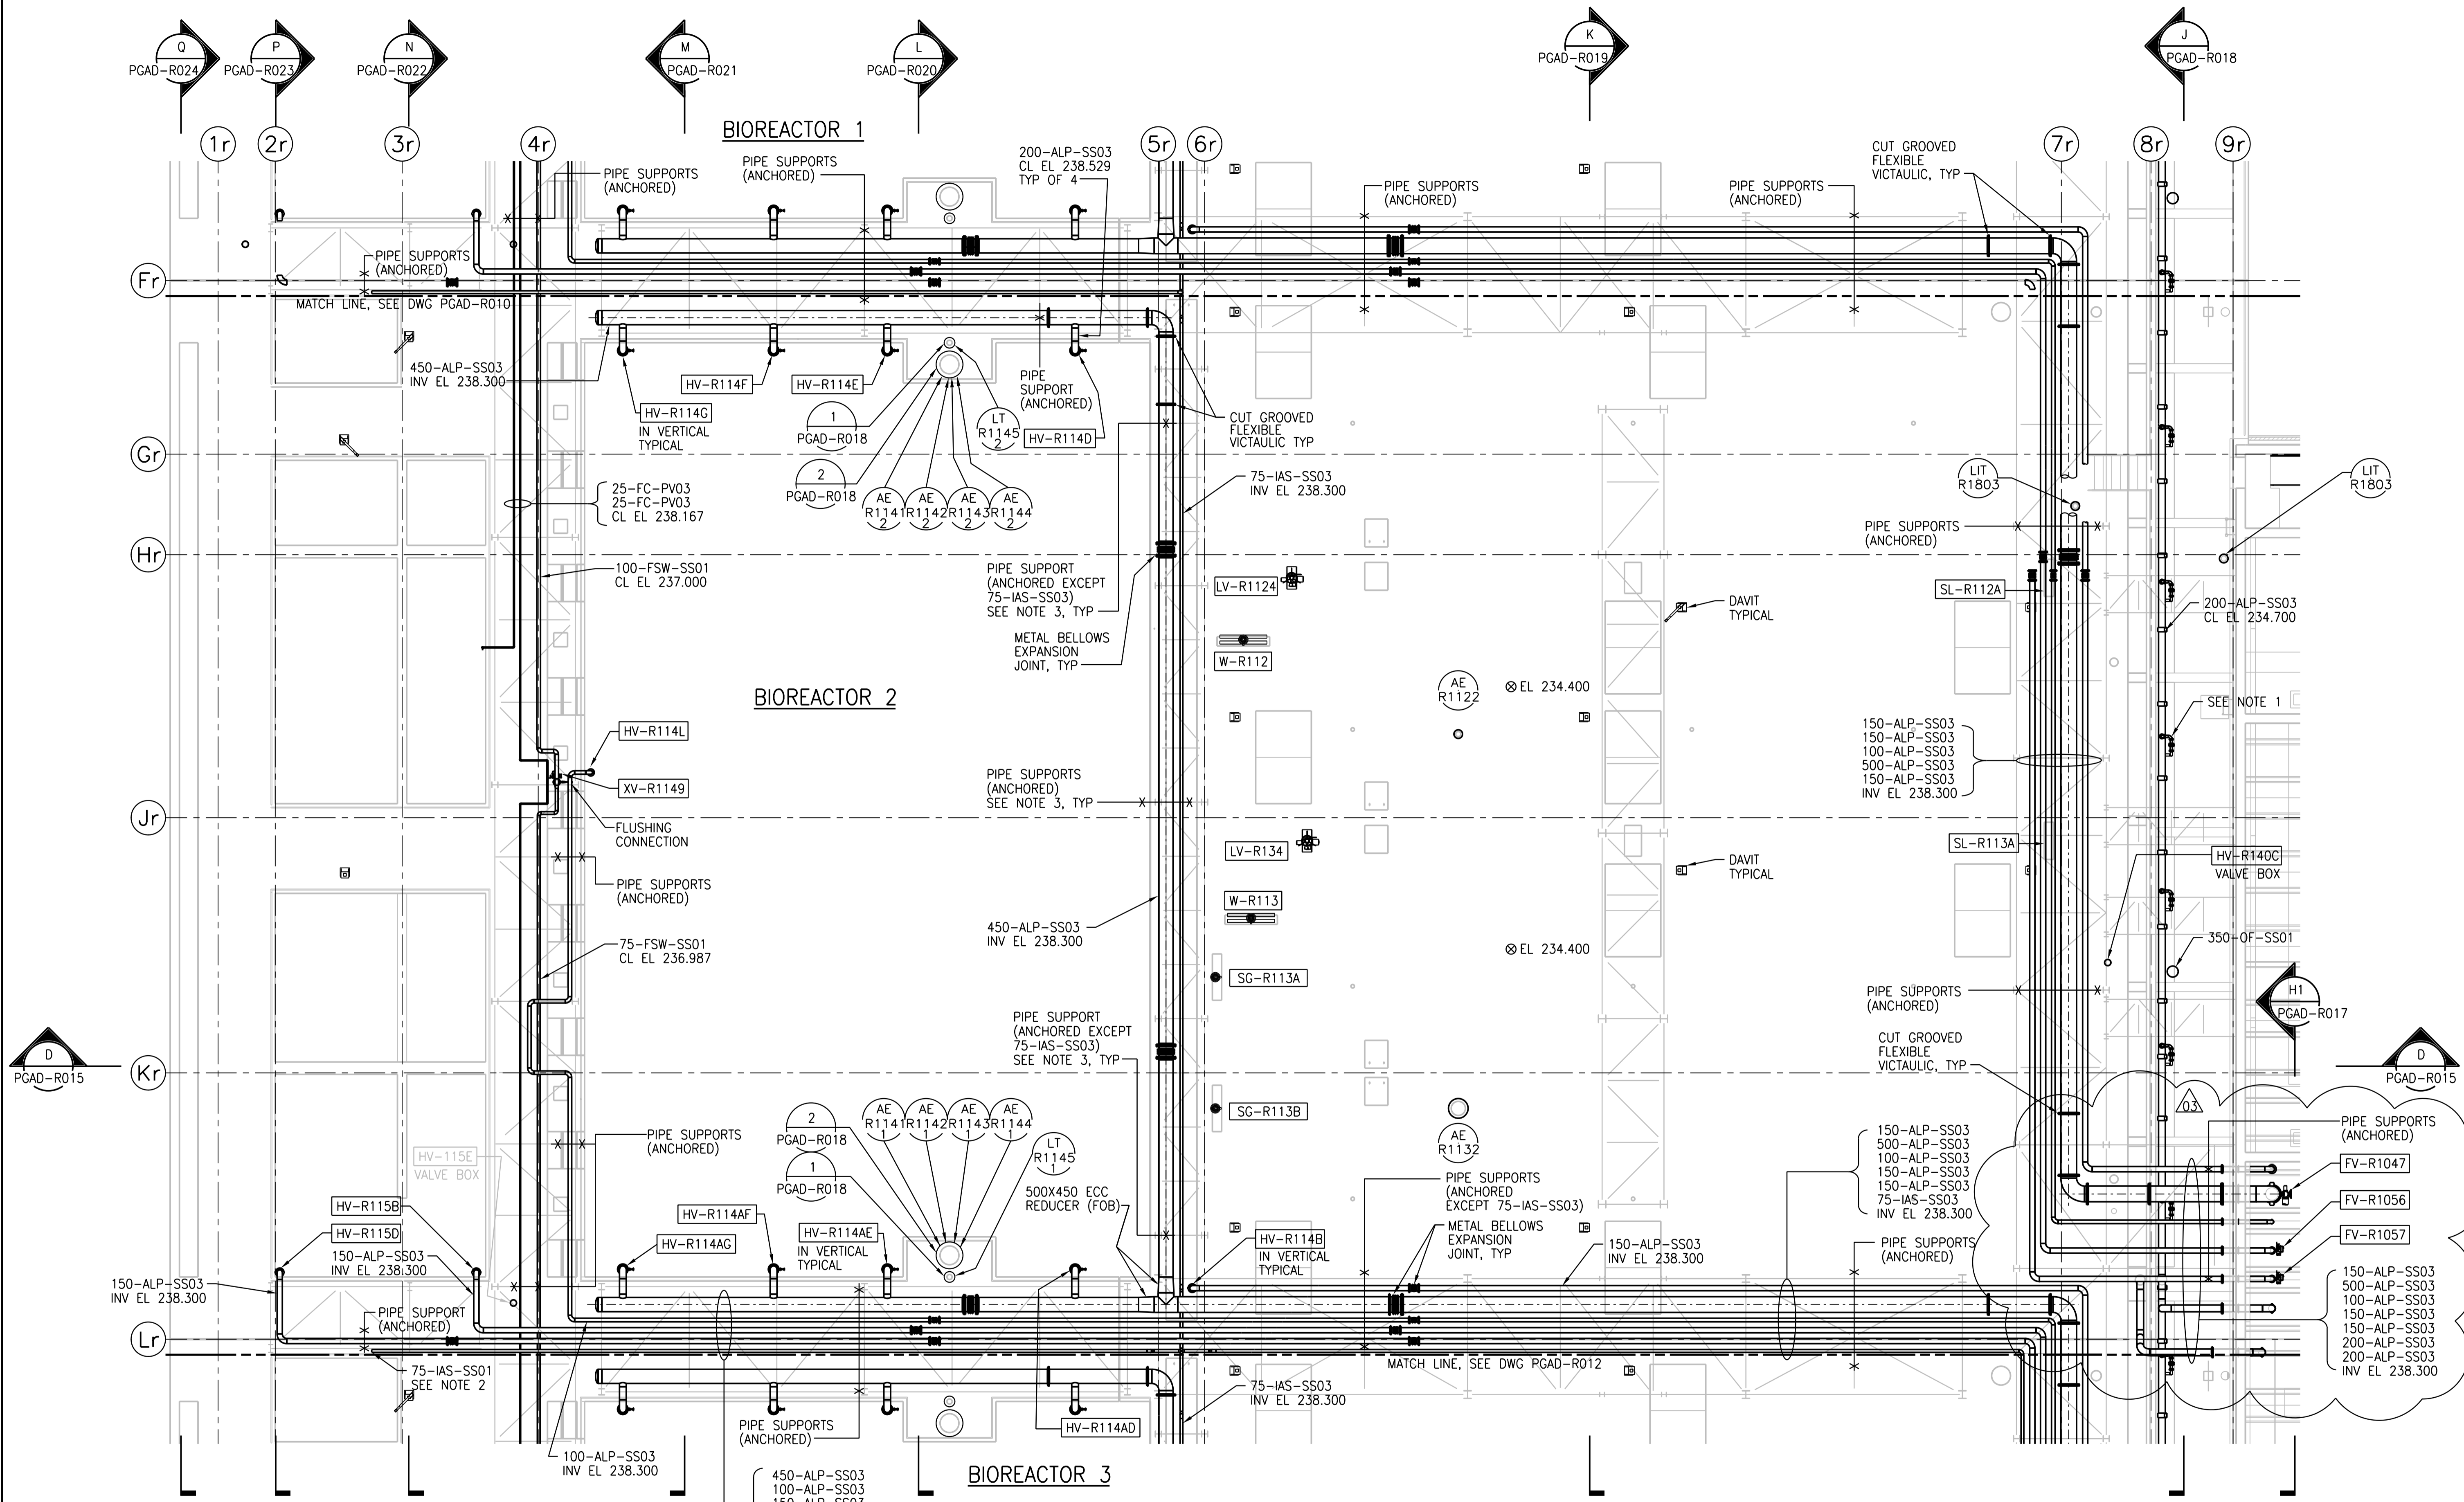 Q
PGAD-R024
P
PGAD-R023
N
PGAD-R022
M
PGAD-R021
L
PGAD-R020
K
PGAD-R019
J
PGAD-R018
1r
2r
3r
4r
5r
6r
7r
8r
9r
BIOREACTOR 1
PIPE SUPPORTS
(ANCHORED)
PIPE SUPPORTS
(ANCHORED)
200-ALP-SS03
CL EL 238.529
TYP OF 4
PIPE SUPPORTS
(ANCHORED)
PIPE SUPPORTS
(ANCHORED)
CUT GROOVED
FLEXIBLE
VICTAULIC, TYP
PIPE SUPPORTS
(ANCHORED)
Fr
MATCH LINE, SEE DWG PGAD-R010
450-ALP-SS03
INV EL 238.300
HV-R114G
IN VERTICAL
TYPICAL
HV-R114F
HV-R114E
1
PGAD-R018
2
PGAD-R018
LT
R1145
2
PIPE
SUPPORT
(ANCHORED)
HV-R114D
CUT GROOVED
FLEXIBLE
VICTAULIC TYP
AE
R1141
2
AE
R1142
2
AE
R1143
2
AE
R1144
2
Gr
25-FC-PV03
25-FC-PV03
CL EL 238.167
75-IAS-SS03
INV EL 238.300
LIT
R1803
LIT
R1803
PIPE SUPPORTS
(ANCHORED)
Hr
100-FSW-SS01
CL EL 237.000
PIPE SUPPORT
(ANCHORED EXCEPT
75-IAS-SS03)
SEE NOTE 3, TYP
METAL BELLOWS
EXPANSION
JOINT, TYP
LV-R1124
W-R112
DAVIT
TYPICAL
SL-R112A
200-ALP-SS03
CL EL 234.700
BIOREACTOR 2
AE
R1122
EL 234.400
SEE NOTE 1
HV-R114L
XV-R1149
150-ALP-SS03
150-ALP-SS03
100-ALP-SS03
500-ALP-SS03
150-ALP-SS03
INV EL 238.300
PIPE SUPPORTS
(ANCHORED)
SEE NOTE 3, TYP
Jr
FLUSHING
CONNECTION
LV-R134
SL-R113A
HV-R140C
VALVE BOX
DAVIT
TYPICAL
PIPE SUPPORTS
(ANCHORED)
W-R113
450-ALP-SS03
INV EL 238.300
75-FSW-SS01
CL EL 236.987
EL 234.400
350-OF-SS01
SG-R113A
PIPE SUPPORTS
(ANCHORED)
H1
PGAD-R017
PIPE SUPPORT
(ANCHORED EXCEPT
75-IAS-SS03)
SEE NOTE 3, TYP
CUT GROOVED
FLEXIBLE
VICTAULIC, TYP
D
PGAD-R015
D
PGAD-R015
Kr
SG-R113B
03
2
PGAD-R018
1
PGAD-R018
AE
R1141
1
AE
R1142
1
AE
R1143
1
AE
R1144
1
LT
R1145
1
AE
R1132
PIPE SUPPORTS
(ANCHORED)
150-ALP-SS03
500-ALP-SS03
100-ALP-SS03
150-ALP-SS03
150-ALP-SS03
75-IAS-SS03
INV EL 238.300
PIPE SUPPORTS
(ANCHORED)
HV-115E
VALVE BOX
FV-R1047
FV-R1056
FV-R1057
HV-R115B
HV-R115D
150-ALP-SS03
INV EL 238.300
150-ALP-SS03
INV EL 238.300
HV-R114AF
HV-R114AG
HV-R114AE
IN VERTICAL
TYPICAL
500X450 ECC
REDUCER (FOB)
HV-R114B
IN VERTICAL
TYPICAL
PIPE SUPPORTS
(ANCHORED
EXCEPT 75-IAS-SS03)
METAL BELLOWS
EXPANSION
JOINT, TYP
150-ALP-SS03
INV EL 238.300
PIPE SUPPORTS
(ANCHORED)
150-ALP-SS03
500-ALP-SS03
100-ALP-SS03
150-ALP-SS03
150-ALP-SS03
200-ALP-SS03
200-ALP-SS03
INV EL 238.300
PIPE SUPPORT
(ANCHORED)
Lr
75-IAS-SS01
SEE NOTE 2
MATCH LINE, SEE DWG PGAD-R012
75-IAS-SS03
INV EL 238.300
PIPE SUPPORTS
(ANCHORED)
HV-R114AD
100-ALP-SS03
INV EL 238.300
BIOREACTOR 3
450-ALP-SS03
100-ALP-SS03
150-ALP-SS03